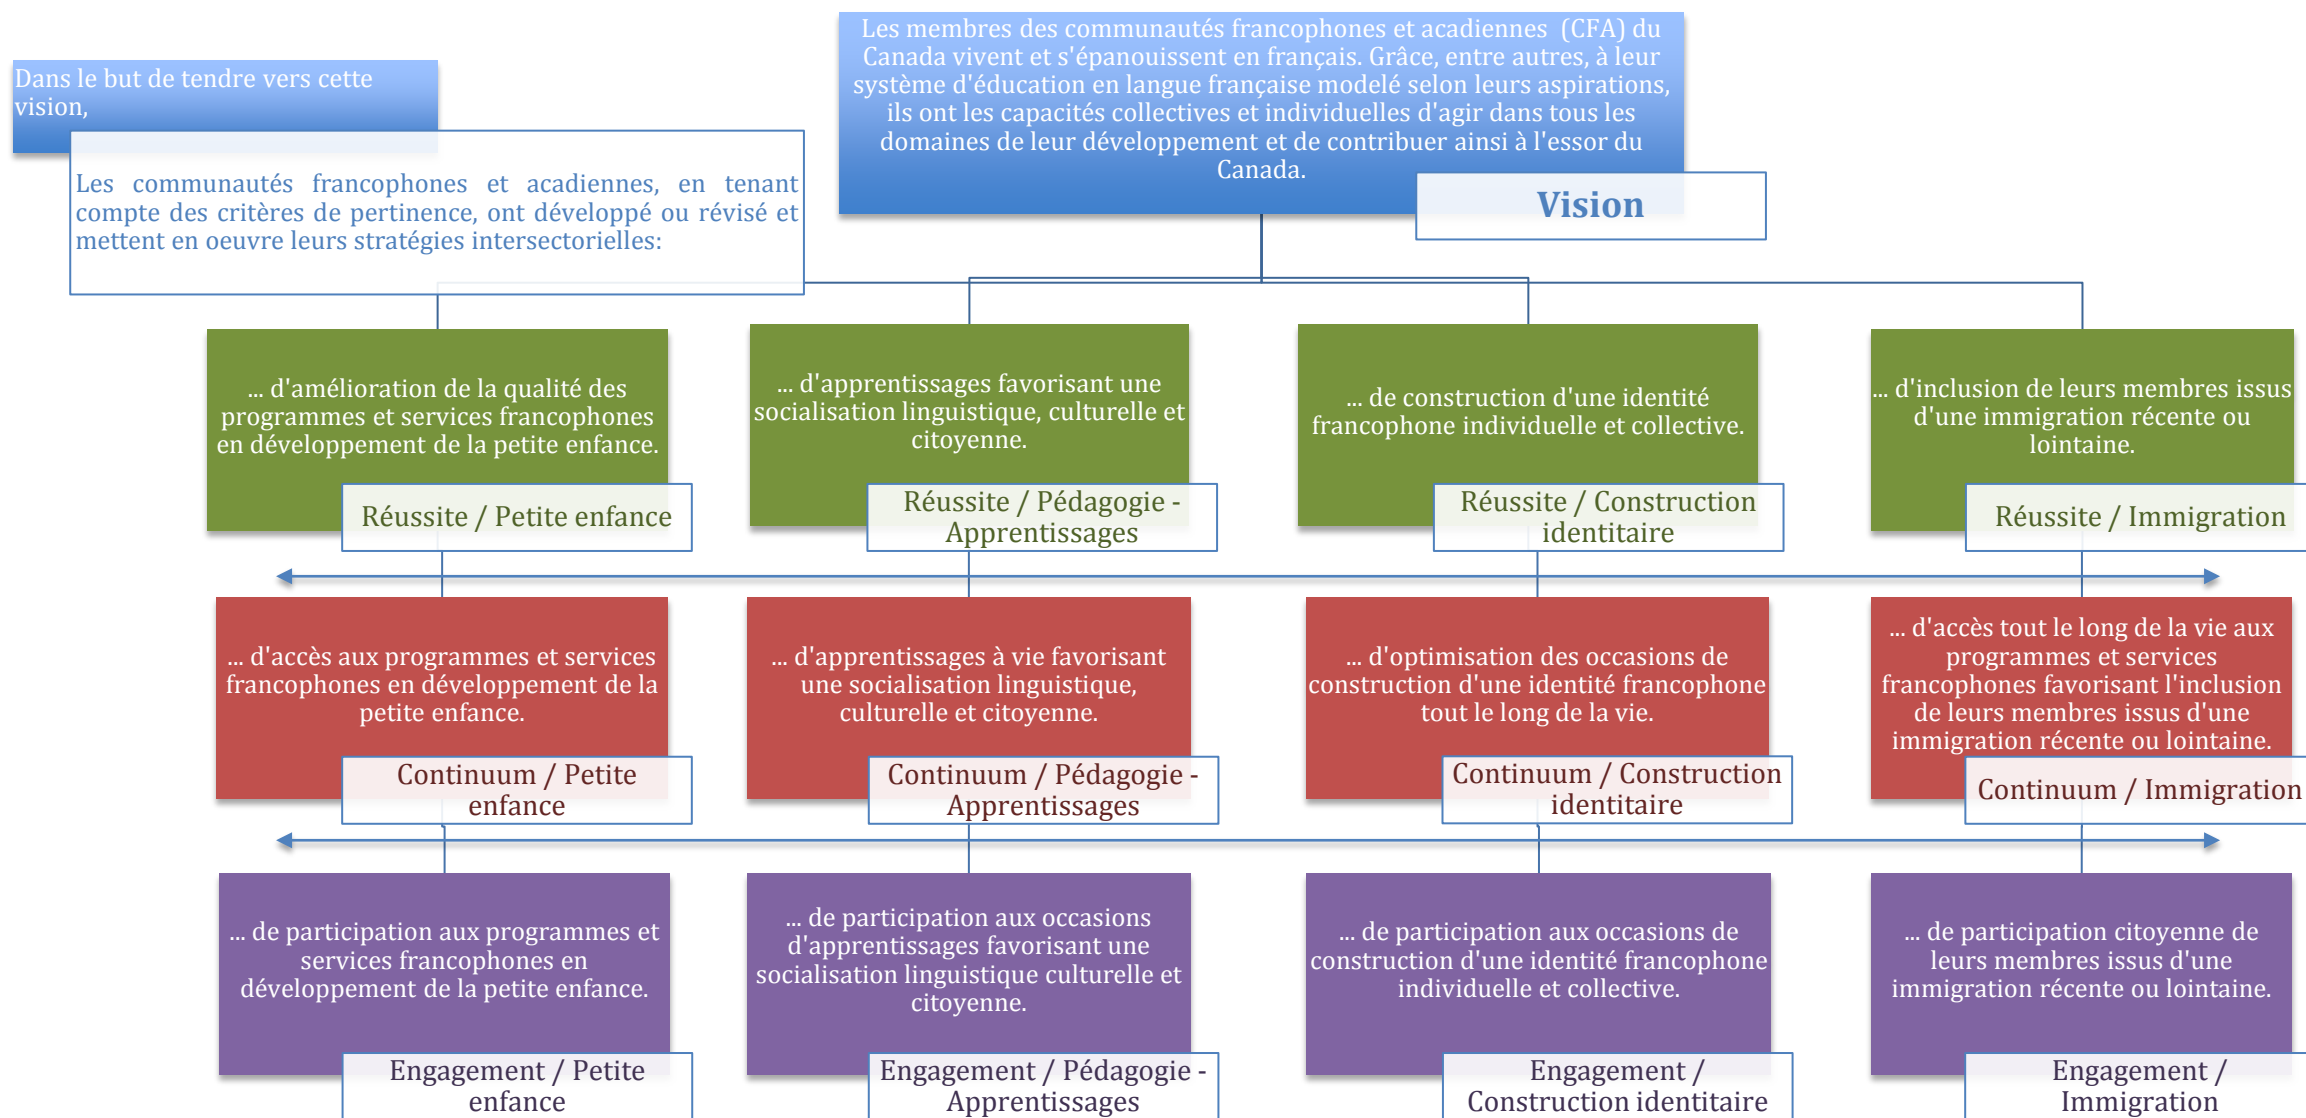 Les membres des communautés francophones et acadiennes (CFA) du
Canada vivent et s'épanouissent en français. Grâce, entre autres, à leur
système d'éducation en langue française modelé selon leurs aspirations,
ils ont les capacités collectives et individuelles d'agir dans tous les
domaines de leur développement et de contribuer ainsi à l'essor du
Canada.
Vision
Dans le but de tendre vers cette
vision,
Les communautés francophones et acadiennes, en tenant
compte des critères de pertinence, ont développé ou révisé et
mettent en oeuvre leurs stratégies intersectorielles:
... d'amélioration de la qualité des
programmes et services francophones
en développement de la petite enfance.
Réussite / Petite enfance
... d'apprentissages favorisant une
socialisation linguistique, culturelle et
citoyenne.
Réussite / Pédagogie -
Apprentissages
... de construction d'une identité
francophone individuelle et collective.
Réussite / Construction
identitaire
... d'inclusion de leurs membres issus
d'une immigration récente ou
lointaine.
Réussite / Immigration
... d'accès aux programmes et services
francophones en développement de la
petite enfance.
Continuum / Petite
enfance
... d'apprentissages à vie favorisant
une socialisation linguistique,
culturelle et citoyenne.
Continuum / Pédagogie -
Apprentissages
... d'optimisation des occasions de
construction d'une identité francophone
tout le long de la vie.
Continuum / Construction
identitaire
... d'accès tout le long de la vie aux
programmes et services
francophones favorisant l'inclusion
de leurs membres issus d'une
immigration récente ou lointaine.
Continuum / Immigration
... de participation aux programmes et
services francophones en
développement de la petite enfance.
Engagement / Petite
enfance
... de participation aux occasions
d'apprentissages favorisant une
socialisation linguistique culturelle et
citoyenne.
Engagement / Pédagogie -
Apprentissages
... de participation aux occasions de
construction d'une identité francophone
individuelle et collective.
Engagement /
Construction identitaire
... de participation citoyenne de
leurs membres issus d'une
immigration récente ou lointaine.
Engagement /
Immigration